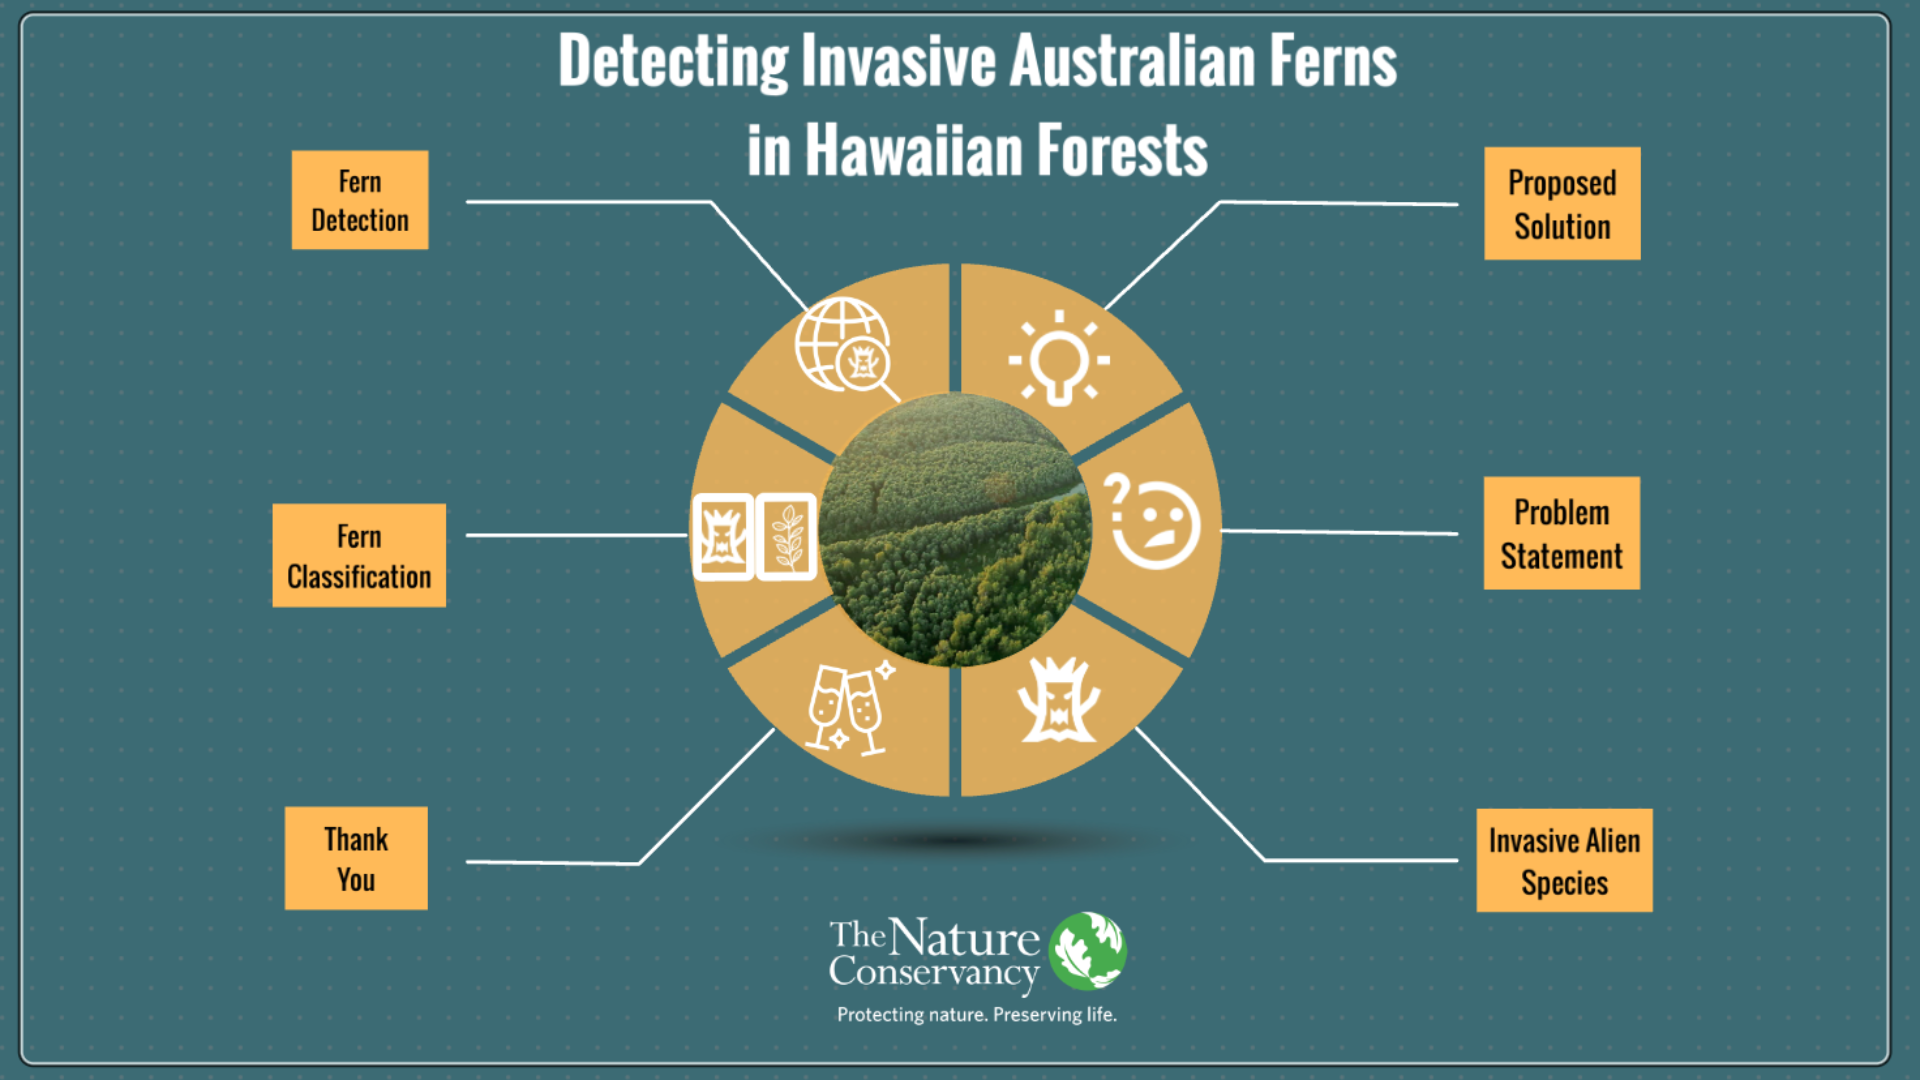 Detecting Invasive Australian Ferns
in Hawaiian Forests
Fern
Detection
Proposed
Solution
Fern
Classification
Problem
Statement
Thank
You
Invasive Alien
Species
?
The Nature
Conservancy
Protecting nature. Preserving life.